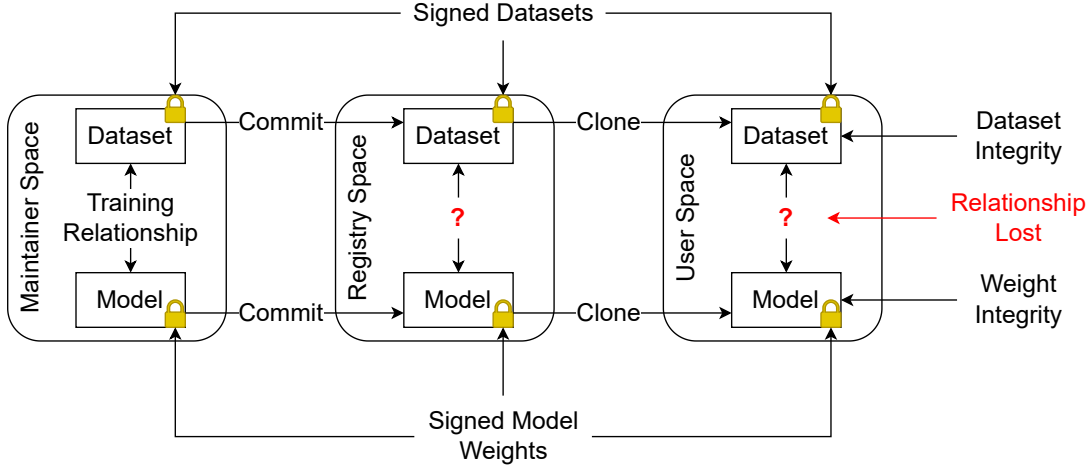 Signed Datasets
Maintainer Space
Dataset
Training
Relationship
Model
Commit
Commit
Registry Space
Dataset
?
Model
Clone
Clone
User Space
Dataset
?
Model
Dataset
Integrity
Relationship
Lost
Weight
Integrity
Signed Model
Weights